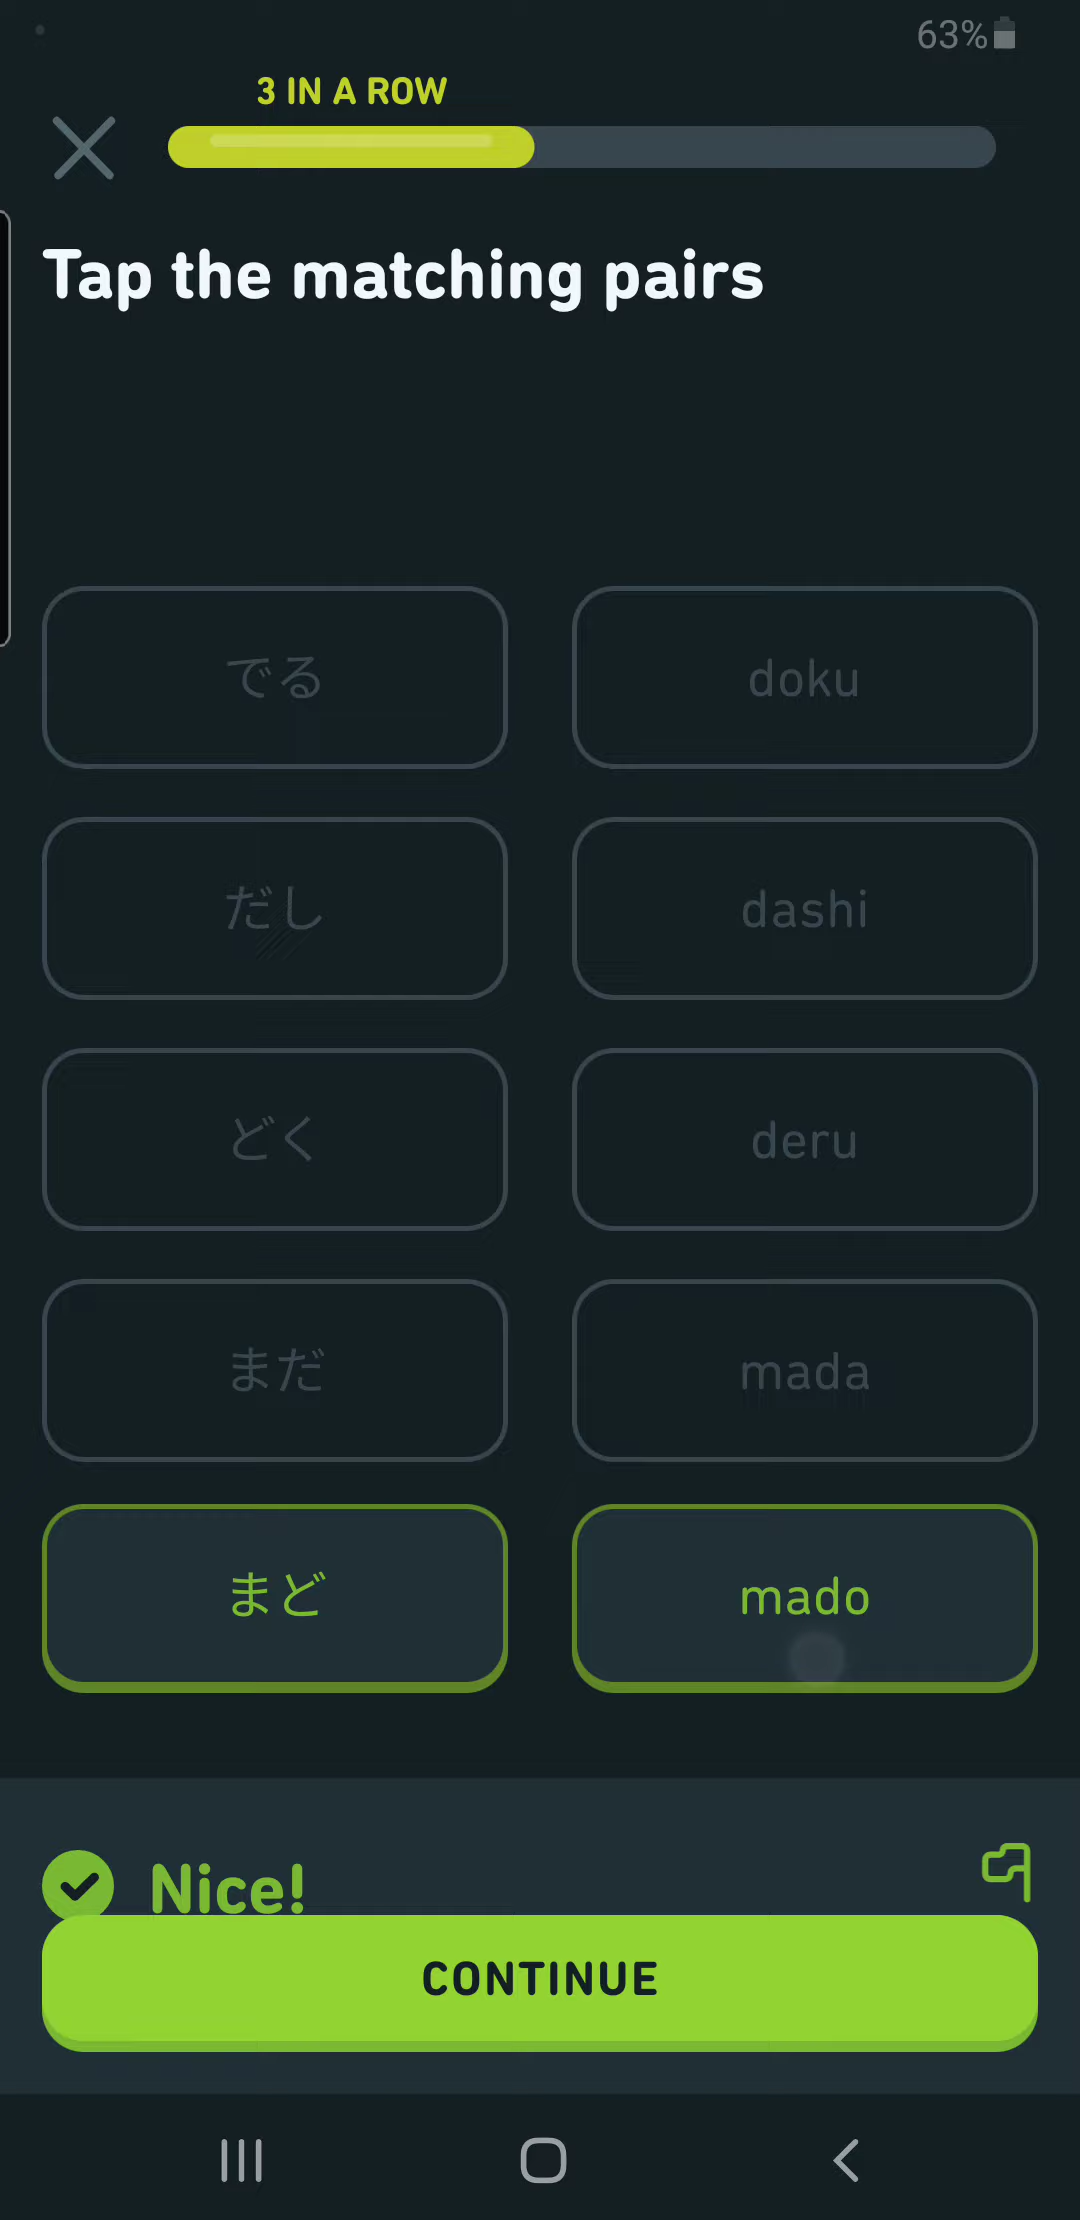 63%
3 IN A ROW
Tap the matching pairs
でる doku
だし dashi
どく deru
まだ mada
まど mado
Nice!
CONTINUE